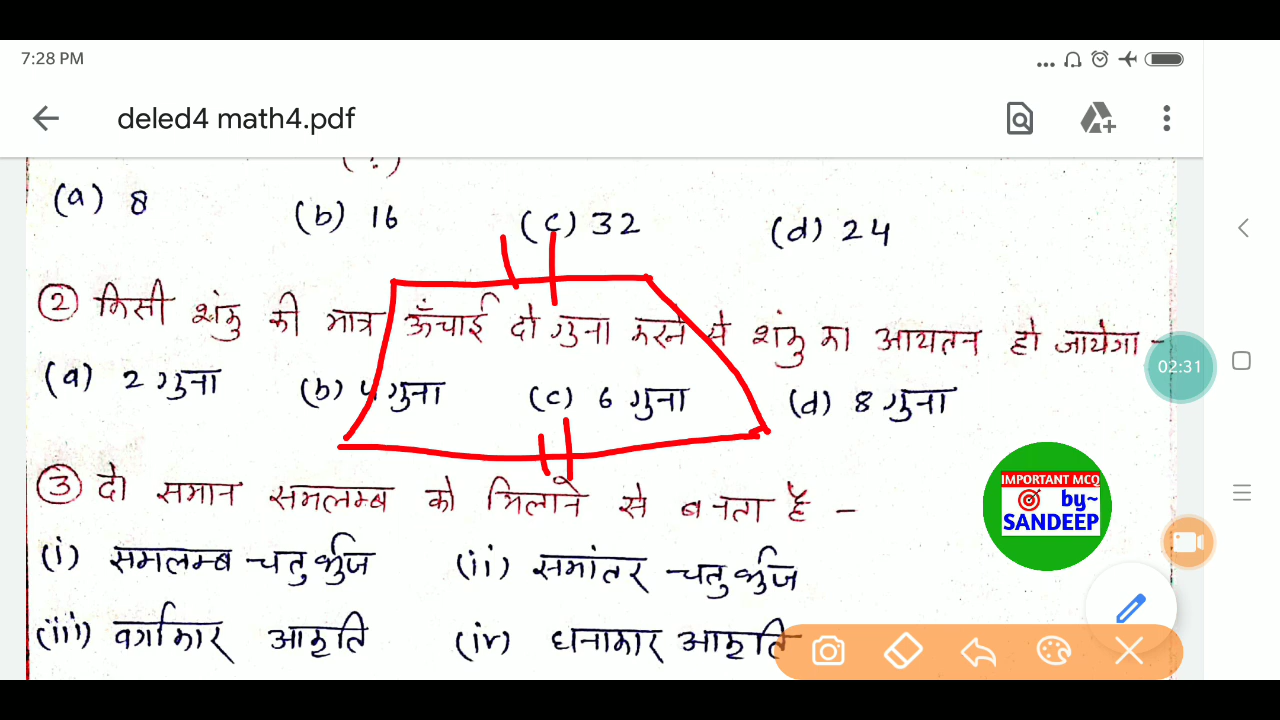 7:28 PM
deled4 math4.pdf
(?)
(a) 8 (b) 16 (c) 32 (d) 24
② किसी शंकु की मात्र ऊँचाई दो गुना करने से शंकु का आयतन हो जायेगा -
(a) 2 गुना (b) 4 गुना (c) 6 गुना (d) 8 गुना
02:31
③ दो समान समलम्ब को मिलाने से बनता है -
IMPORTANT MCQ
by~
SANDEEP
(i) समलम्ब चतुर्भुज (ii) समांतर चतुर्भुज
(iii) वर्गाकार आकृति (iv) घनाकार आकृति